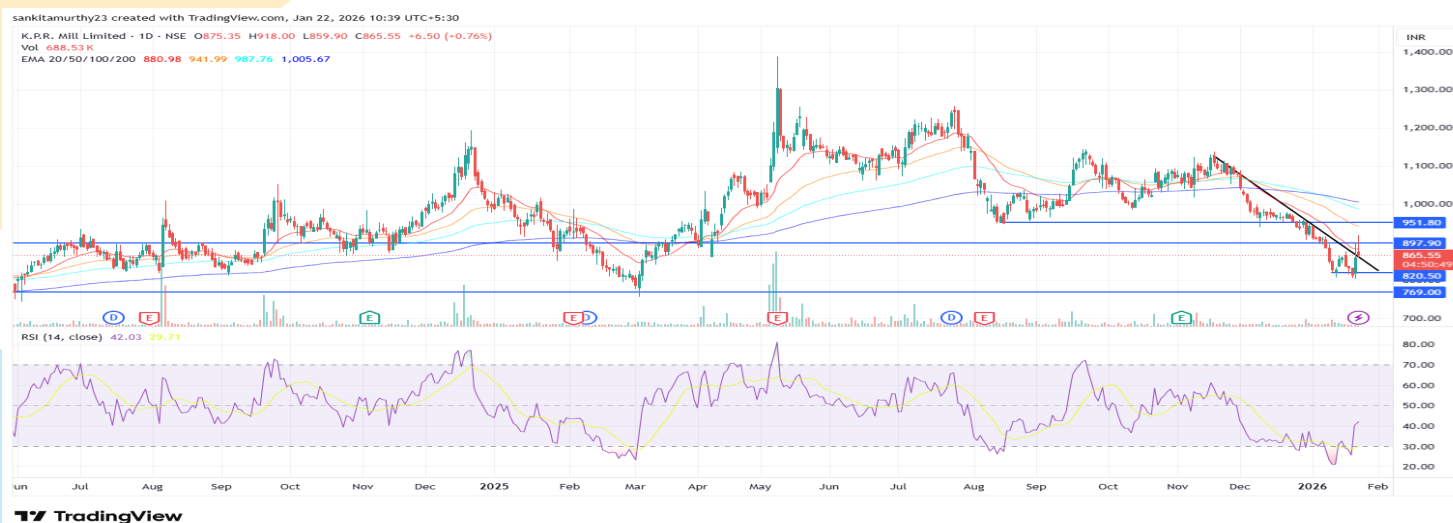 sankitamurthy23 created with TradingView.com, Jan 22, 2026 10:39 UTC+5:30
K.P.R. Mill Limited · 1D · NSE O875.35 H918.00 L859.90 C865.55 +6.50 (+0.76%)
INR
Vol 688.53 K
EMA 20/50/100/200 880.98 941.99 987.76 1,005.67
1,400.00
1,300.00
1,200.00
1,100.00
1,000.00
951.80
897.90
865.55
04:50:49
820.50
769.00
700.00
D E E E D E D E E
RSI (14, close) 42.03 29.71
80.00
70.00
60.00
50.00
40.00
30.00
20.00
un Jul Aug Sep Oct Nov Dec 2025 Feb Mar Apr May Jun Jul Aug Sep Oct Nov Dec 2026 Feb
TradingView